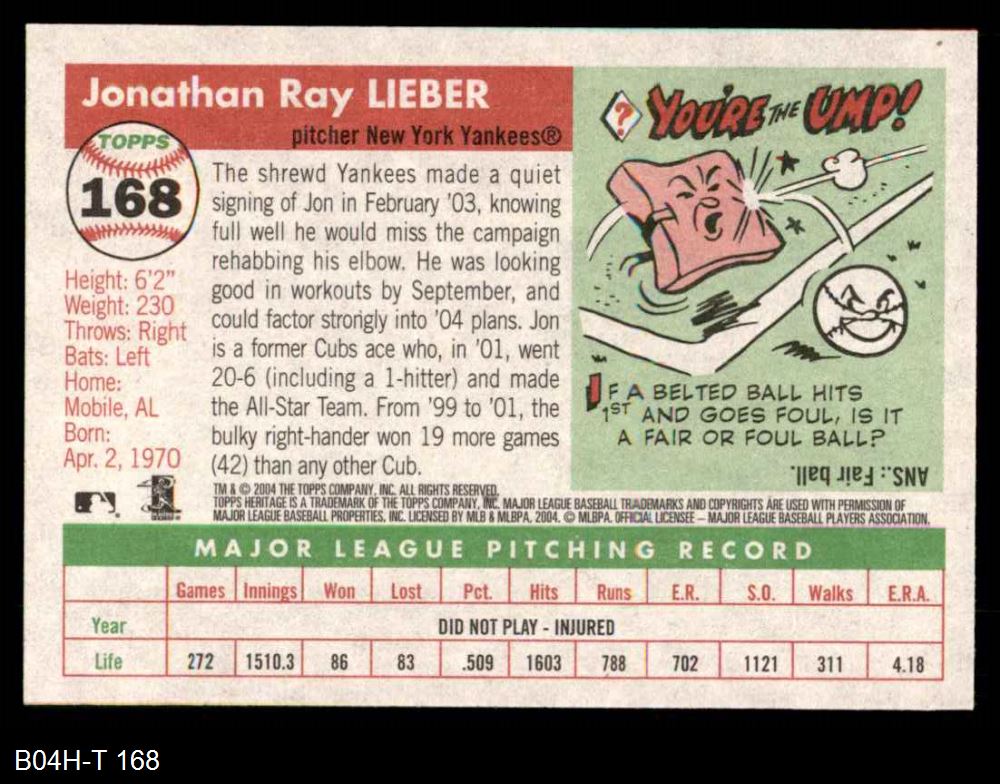 Jonathan Ray LIEBER
pitcher New York Yankees®
TOPPS
168
Height: 6'2"
Weight: 230
Throws: Right
Bats: Left
Home:
Mobile, AL
Born:
Apr. 2, 1970
The shrewd Yankees made a quiet
signing of Jon in February '03, knowing
full well he would miss the campaign
rehabbing his elbow. He was looking
good in workouts by September, and
could factor strongly into '04 plans. Jon
is a former Cubs ace who, in '01, went
20-6 (including a 1-hitter) and made
the All-Star Team. From '99 to '01, the
bulky right-hander won 19 more games
(42) than any other Cub.
? YOU'RE THE UMP!
IF A BELTED BALL HITS
1ST AND GOES FOUL, IS IT
A FAIR OR FOUL BALL?
ANS.: Fair ball.
TM & © 2004 THE TOPPS COMPANY, INC. ALL RIGHTS RESERVED.
TOPPS HERITAGE IS A TRADEMARK OF THE TOPPS COMPANY, INC. MAJOR LEAGUE BASEBALL TRADEMARKS AND COPYRIGHTS ARE USED WITH PERMISSION OF
MAJOR LEAGUE BASEBALL PROPERTIES, INC. LICENSED BY MLB & MLBPA, 2004. © MLBPA. OFFICIAL LICENSEE – MAJOR LEAGUE BASEBALL PLAYERS ASSOCIATION.
MAJOR LEAGUE PITCHING RECORD
Games Innings Won Lost Pct. Hits Runs E.R. S.O. Walks E.R.A.
Year DID NOT PLAY - INJURED
Life 272 1510.3 86 83 .509 1603 788 702 1121 311 4.18
B04H-T 168